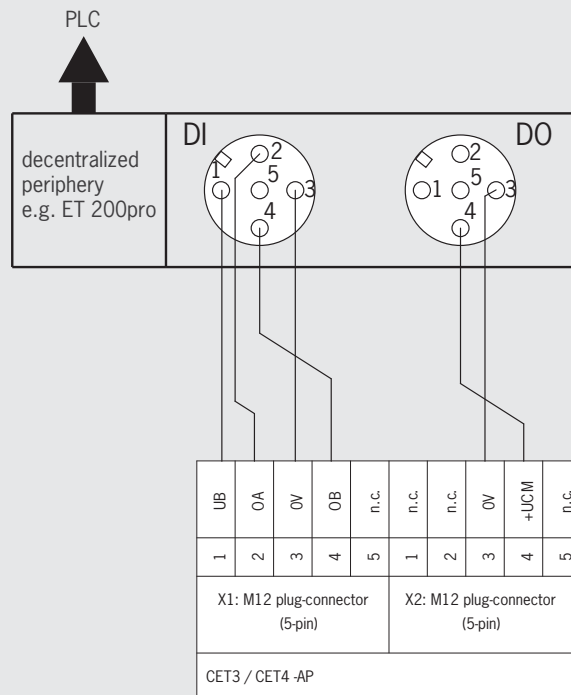 PLC
decentralized
periphery
e.g. ET 200pro
DI
1
2
5
3
4
DO
2
1
5
3
4
UB
OA
0V
OB
n.c.
n.c.
n.c.
0V
+UCM
n.c.
1
2
3
4
5
1
2
3
4
5
X1: M12 plug-connector
(5-pin)
X2: M12 plug-connector
(5-pin)
CET3 / CET4 -AP